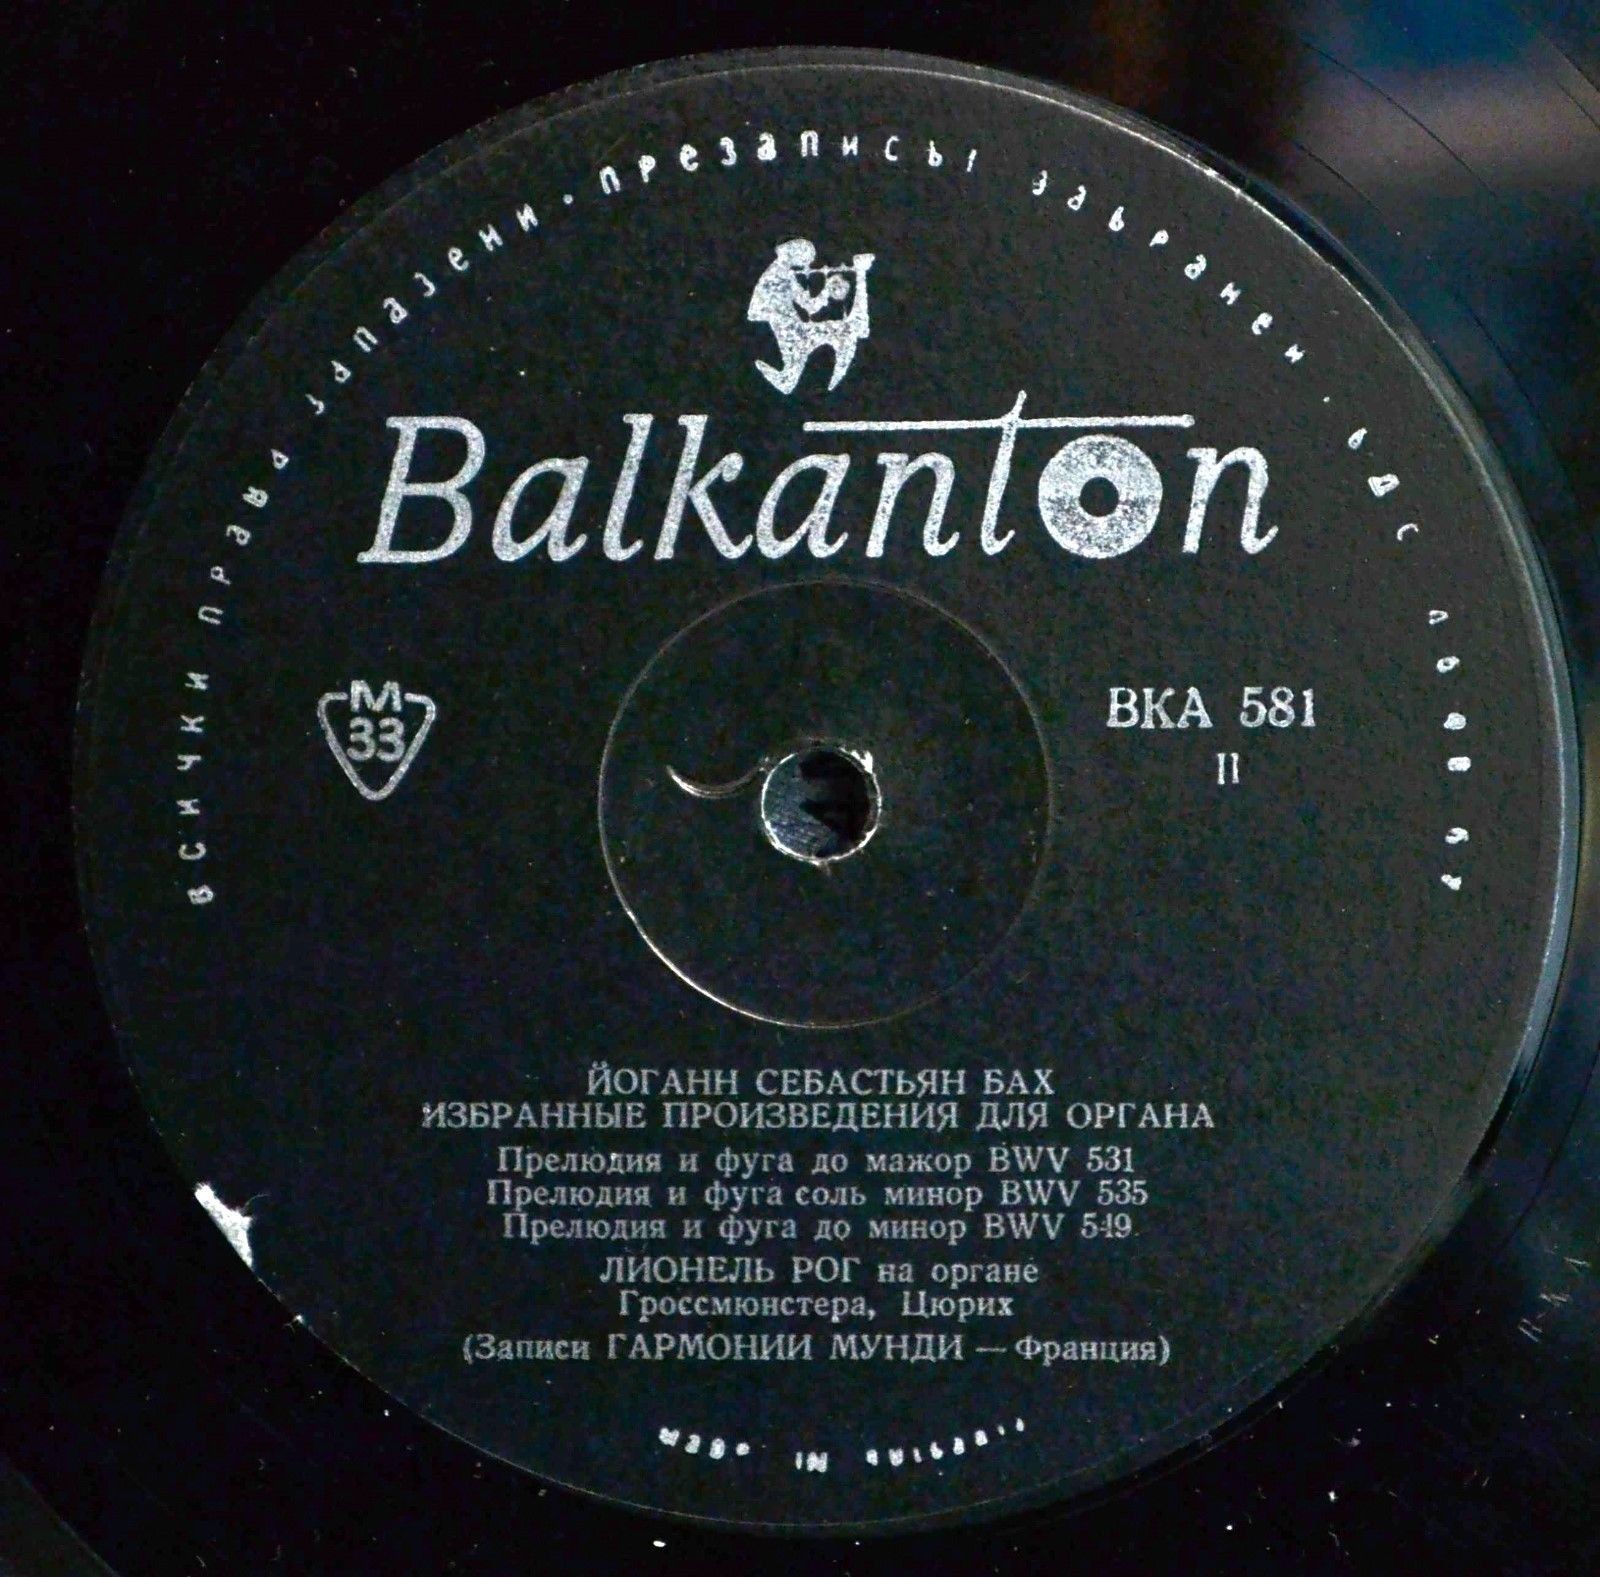 всички права запазени · презаписът забранен ·
Balkanton
M
33
ВКА 581
II
ЙОГАНН СЕБАСТЬЯН БАХ
ИЗБРАННЫЕ ПРОИЗВЕДЕНИЯ ДЛЯ ОРГАНА
Прелюдия и фуга до мажор BWV 531
Прелюдия и фуга соль минор BWV 535
Прелюдия и фуга до минор BWV 549
ЛИОНЕЛЬ РОГ на органе
Гроссмюнстера, Цюрих
(Записи ГАРМОНИИ МУНДИ — Франция)
made in bulgaria